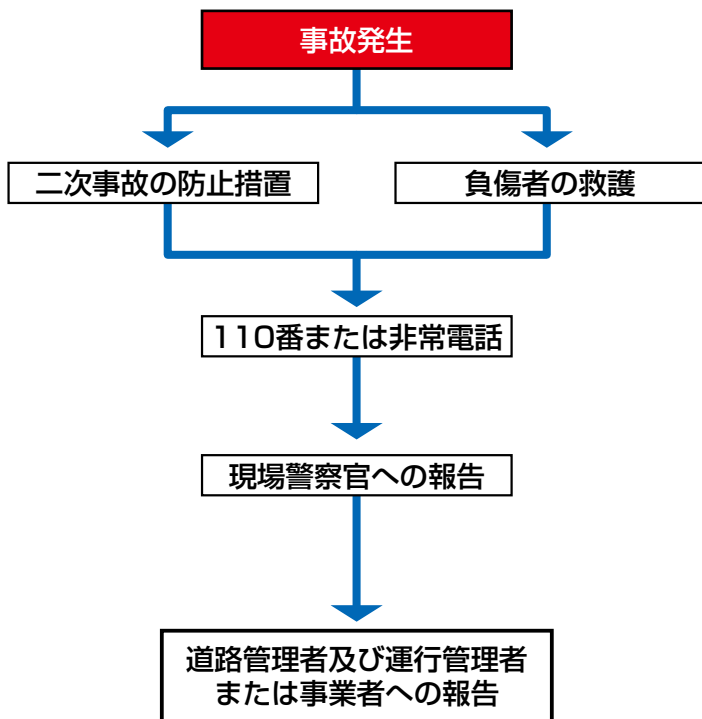 事故発生
二次事故の防止措置
負傷者の救護
110番または非常電話
現場警察官への報告
道路管理者及び運行管理者
または事業者への報告